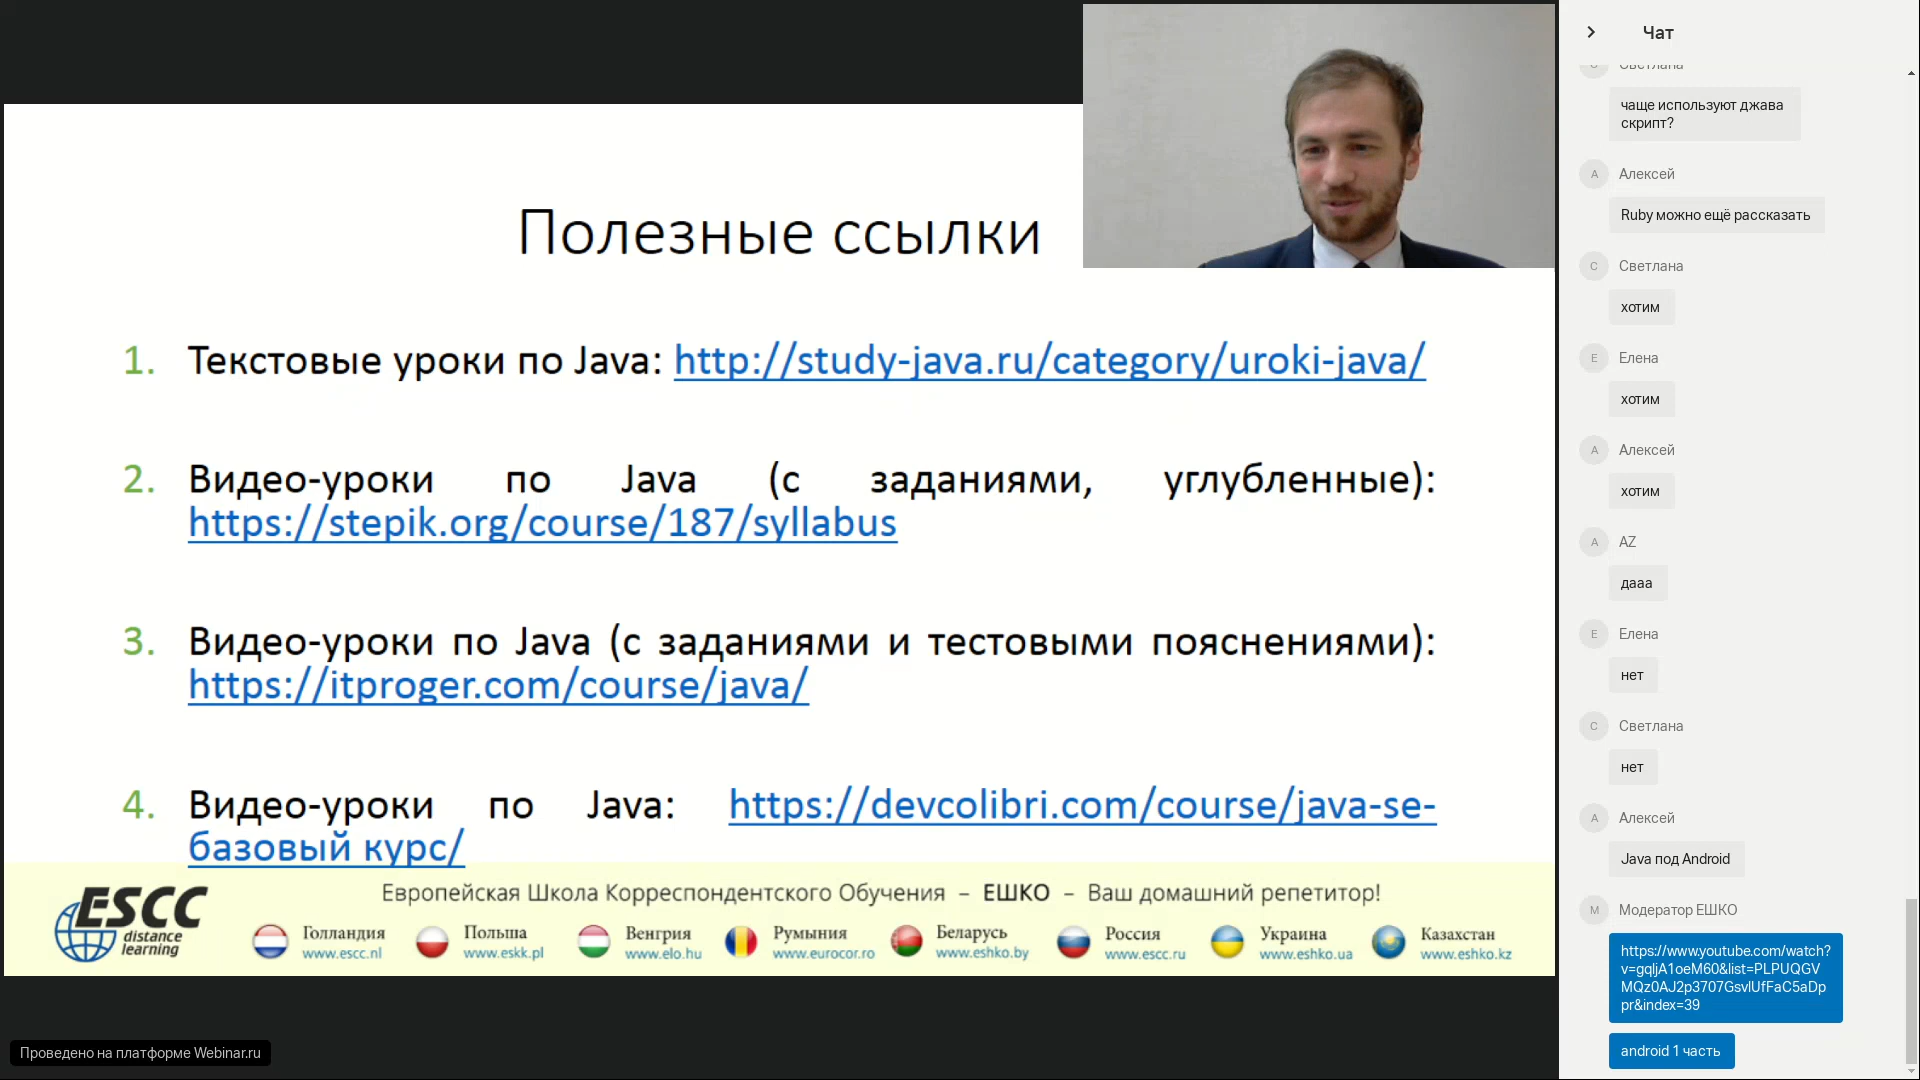 Полезные ссылки
1. Текстовые уроки по Java: http://study-java.ru/category/uroki-java/
2. Видео-уроки по Java (с заданиями, углубленные):
https://stepik.org/course/187/syllabus
3. Видео-уроки по Java (с заданиями и тестовыми пояснениями):
https://itproger.com/course/java/
4. Видео-уроки по Java: https://devcolibri.com/course/java-se-
базовый курс/
Европейская Школа Корреспондентского Обучения – ЕШКО – Ваш домашний репетитор!
ESCC
distance
learning
Голландия
www.escc.nl
Польша
www.eskk.pl
Венгрия
www.elo.hu
Румыния
www.eurocor.ro
Беларусь
www.eshko.by
Россия
www.escc.ru
Украина
www.eshko.ua
Казахстан
www.eshko.kz
Проведено на платформе Webinar.ru
Чат
Светлана
чаще используют джава
скрипт?
А Алексей
Ruby можно ещё рассказать
С Светлана
хотим
Е Елена
хотим
А Алексей
хотим
A AZ
дааа
Е Елена
нет
С Светлана
нет
А Алексей
Java под Android
М Модератор ЕШКО
https://www.youtube.com/watch?
v=gqljA1oeM60&list=PLPUQGV
MQz0AJ2p3707GsvlUfFaC5aDp
pr&index=39
android 1 часть